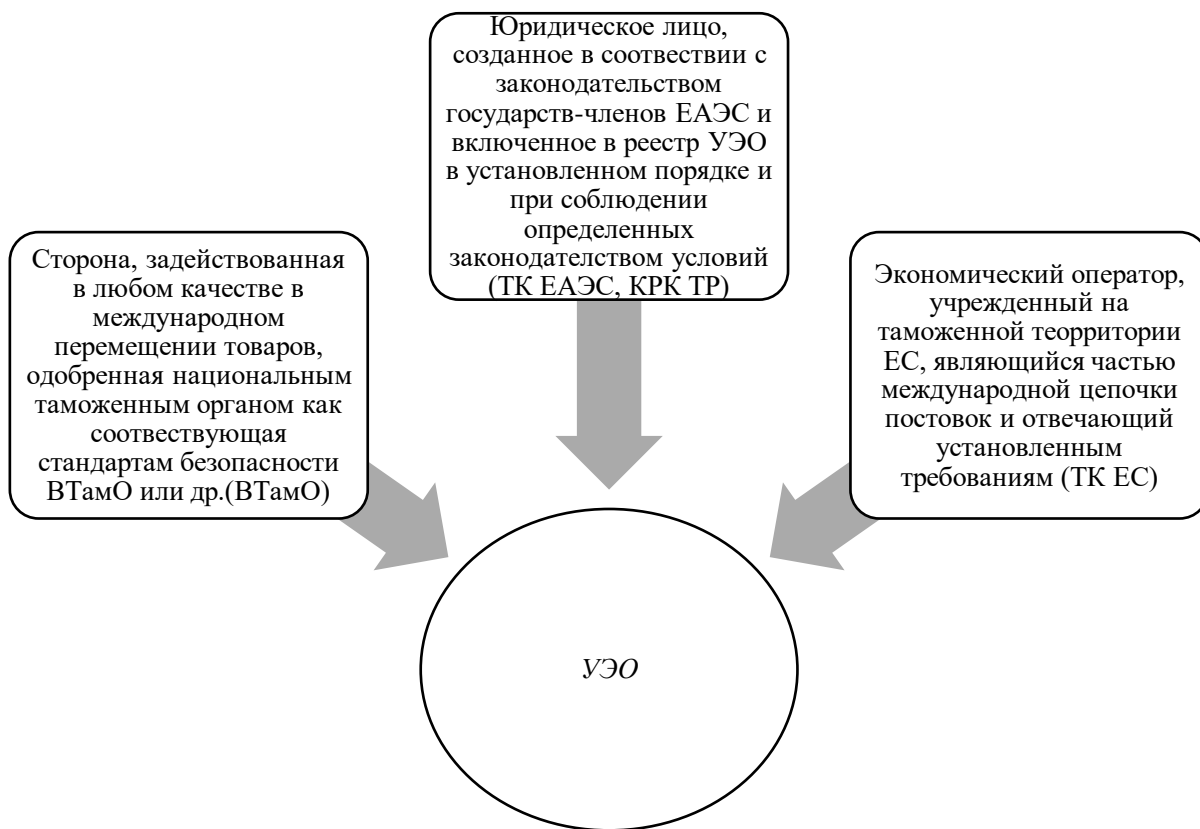 Юридическое лицо,
созданное в соотвествии с
законодательством
государств-членов ЕАЭС и
включенное в реестр УЭО
в установленном порядке и
при соблюдении
определенных
законодателством условий
(ТК ЕАЭС, КРК ТР)
Сторона, задействованная
в любом качестве в
международном
перемещении товаров,
одобренная национальным
таможенным органом как
соотвествующая
стандартам безопасности
ВТамО или др.(ВТамО)
Экономический оператор,
учрежденный на
таможенной теорритории
ЕС, являющийся частью
международной цепочки
постовок и отвечающий
установленным
требованиям (ТК ЕС)
УЭО